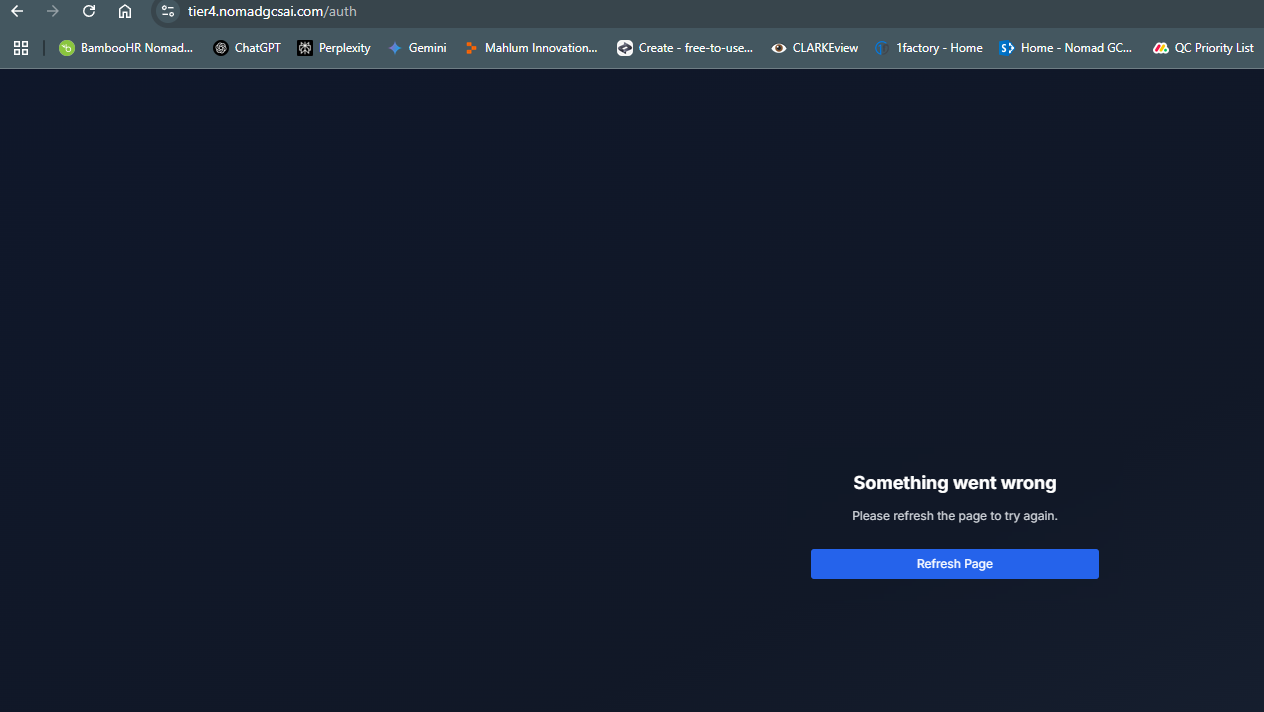 tier4.nomadgcsai.com/auth
BambooHR Nomad... ChatGPT Perplexity Gemini Mahlum Innovation... Create - free-to-use... CLARKEview 1factory - Home Home - Nomad GC... QC Priority List
Something went wrong
Please refresh the page to try again.
Refresh Page